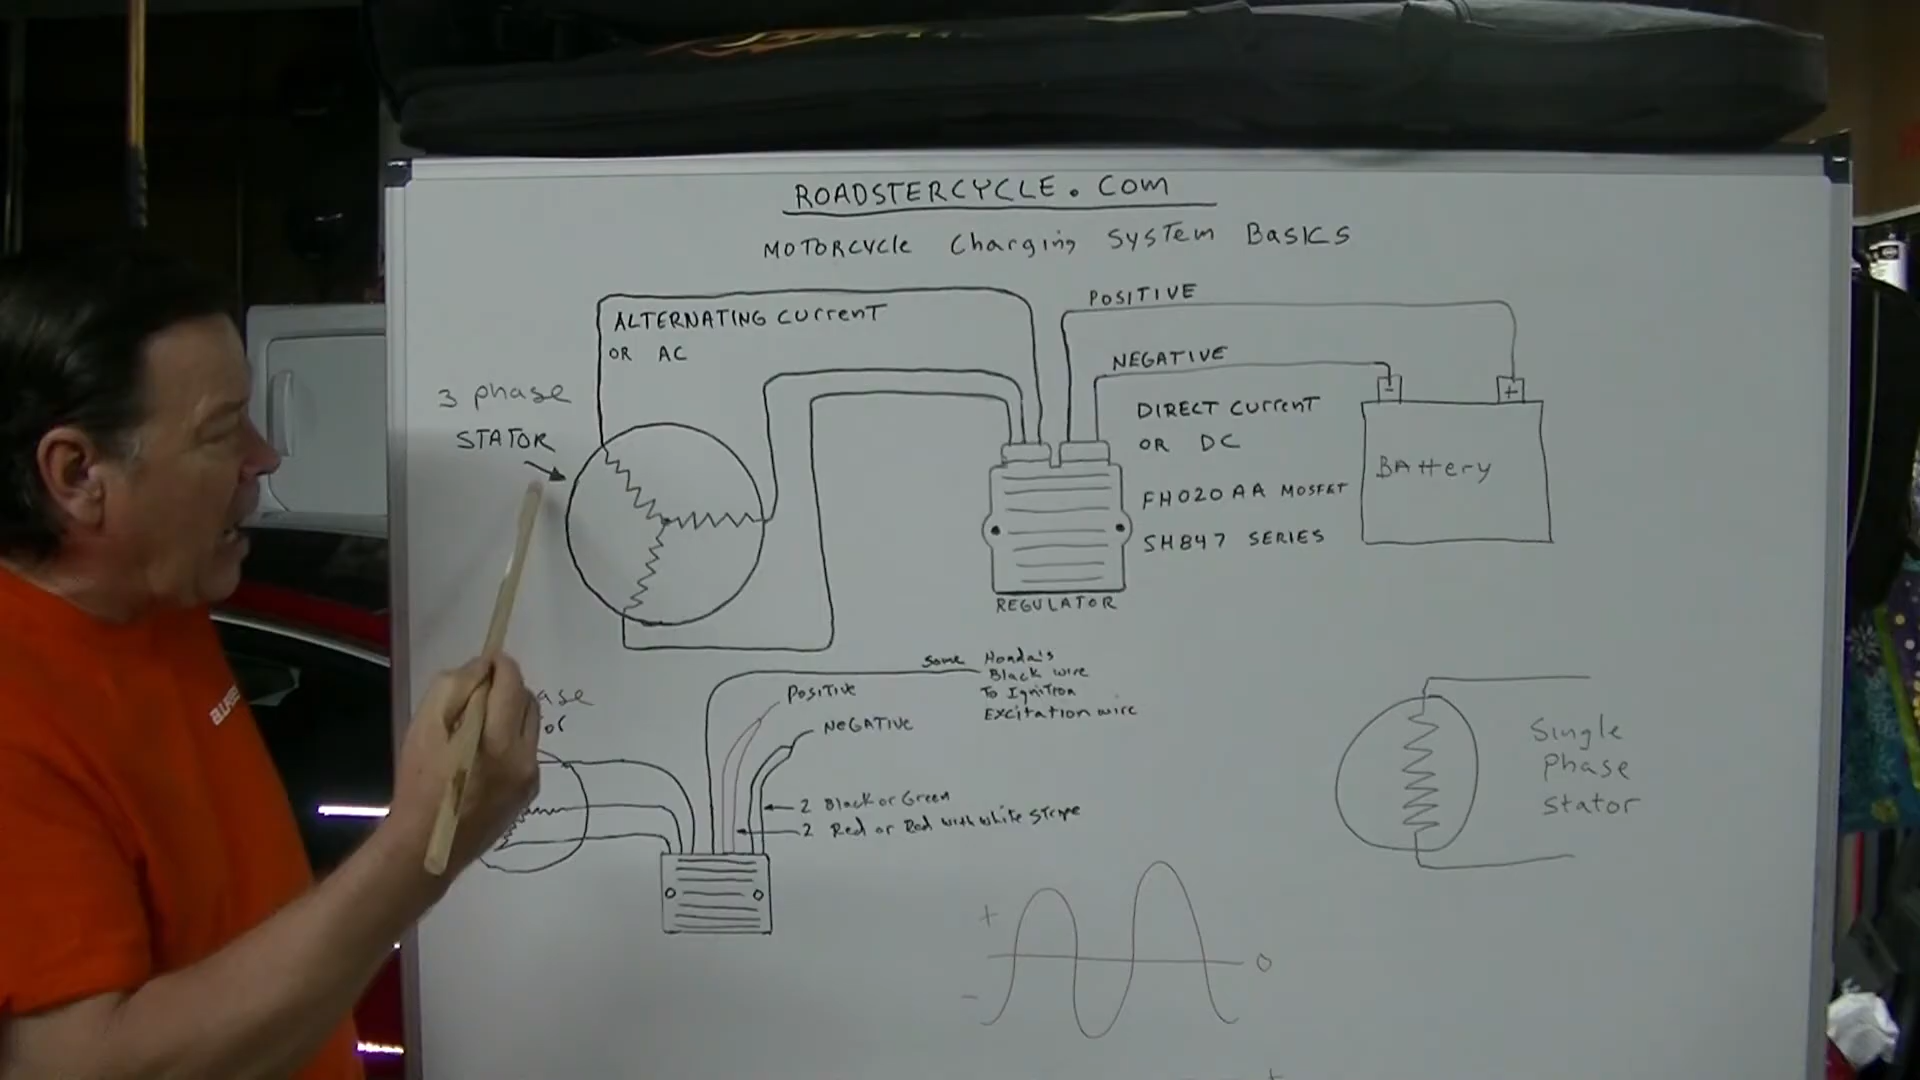 ROADSTERCYCLE.COM
MOTORCYCLE Charging SYSTEM BASICS
ALTERNATING CURRENT
OR AC
POSITIVE
NEGATIVE
3 phase
STATOR
DIRECT CURRENT
OR DC
FH020AA MOSFET
SH847 SERIES
- +
BAttery
REGULATOR
Some Honda's
Black wire
To Ignition
Excitation wire
POSITIVE
NEGATIVE
2 Black or Green
2 Red or Red with white stripe
Single
Phase
Stator
+
0
-